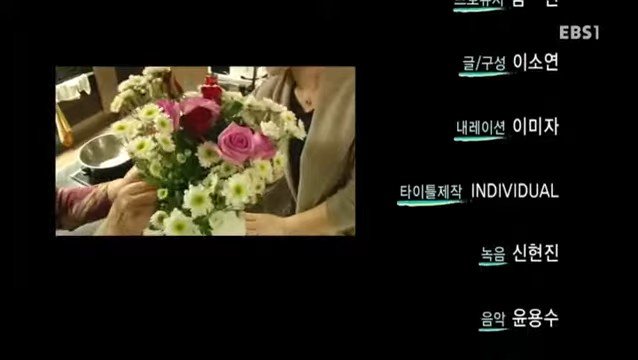 EBS1
글/구성 이소연
내레이션 이미자
타이틀제작 INDIVIDUAL
녹음 신현진
음악 윤용수